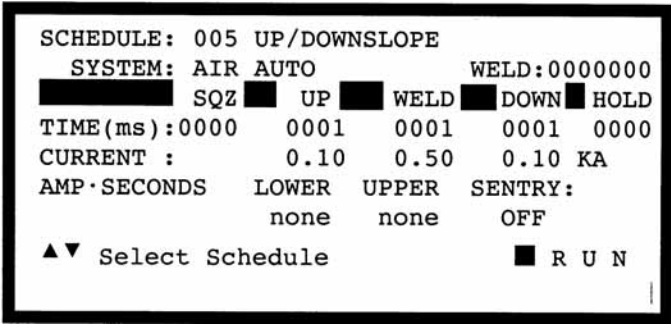 SCHEDULE: 005 UP/DOWNSLOPE
SYSTEM: AIR AUTO WELD:0000000
SQZ UP WELD DOWN HOLD
TIME(ms):0000 0001 0001 0001 0000
CURRENT : 0.10 0.50 0.10 KA
AMP·SECONDS LOWER UPPER SENTRY:
none none OFF
▲▼ Select Schedule ■ R U N